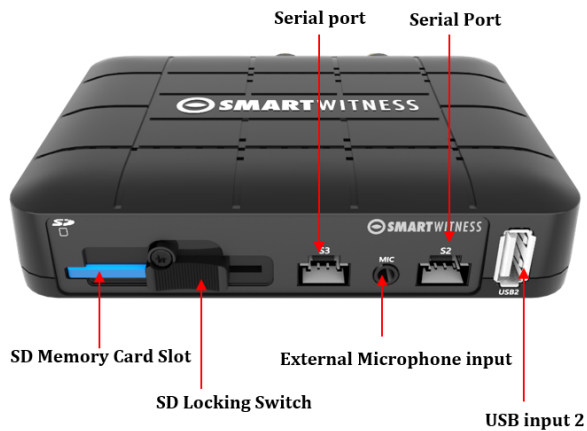 Serial port
Serial Port
SMARTWITNESS
SD
SMARTWITNESS
S3
MIC
S2
USB2
SD Memory Card Slot
External Microphone input
SD Locking Switch
USB input 2